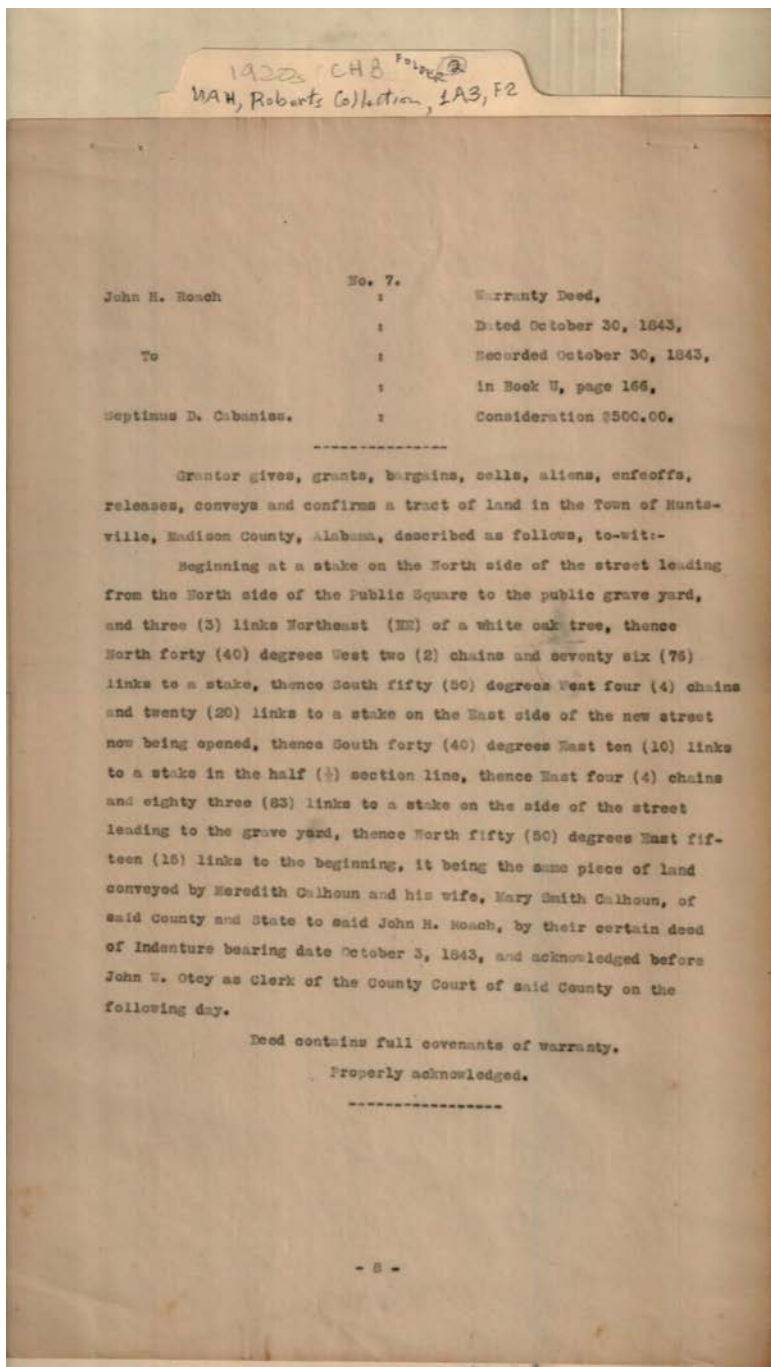 1920s CHB FOLDER 2
UAH, Roberts Collection, 1A3, F2
No. 7.
John H. Roach : Warranty Deed,
: Dated October 30, 1843,
To : Recorded October 30, 1843,
: in Book U, page 166,
Septimus D. Cabaniss. : Consideration $500.00.
---------------
Grantor gives, grants, bargains, sells, aliens, enfeoffs,
releases, conveys and confirms a tract of land in the Town of Hunts-
ville, Madison County, Alabama, described as follows, to-wit:-
Beginning at a stake on the North side of the street leading
from the North side of the Public Square to the public grave yard,
and three (3) links Northeast (NE) of a white oak tree, thence
North forty (40) degrees West two (2) chains and seventy six (76)
links to a stake, thence South fifty (50) degrees West four (4) chains
and twenty (20) links to a stake on the East side of the new street
now being opened, thence South forty (40) degrees East ten (10) links
to a stake in the half (½) section line, thence East four (4) chains
and eighty three (83) links to a stake on the side of the street
leading to the grave yard, thence North fifty (50) degrees East fif-
teen (15) links to the beginning, it being the same piece of land
conveyed by Meredith Calhoun and his wife, Mary Smith Calhoun, of
said County and State to said John H. Roach, by their certain deed
of Indenture bearing date October 3, 1843, and acknowledged before
John W. Otey as Clerk of the County Court of said County on the
following day.
Deed contains full covenants of warranty.
Properly acknowledged.
-----------------
- 8 -